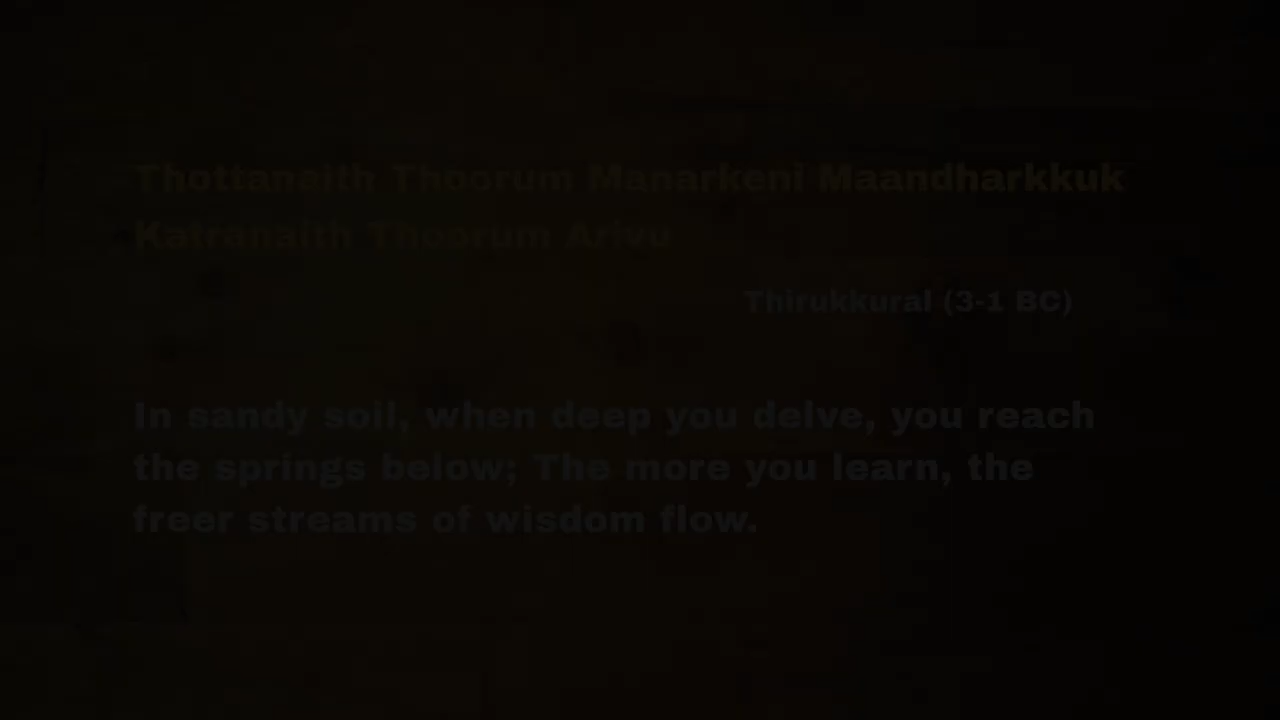 Thottanaith Thoorum Manarkeni Maandharkkuk
Katranaith Thoorum Arivu
Thirukkural (3-1 BC)
In sandy soil, when deep you delve, you reach
the springs below; The more you learn, the
freer streams of wisdom flow.